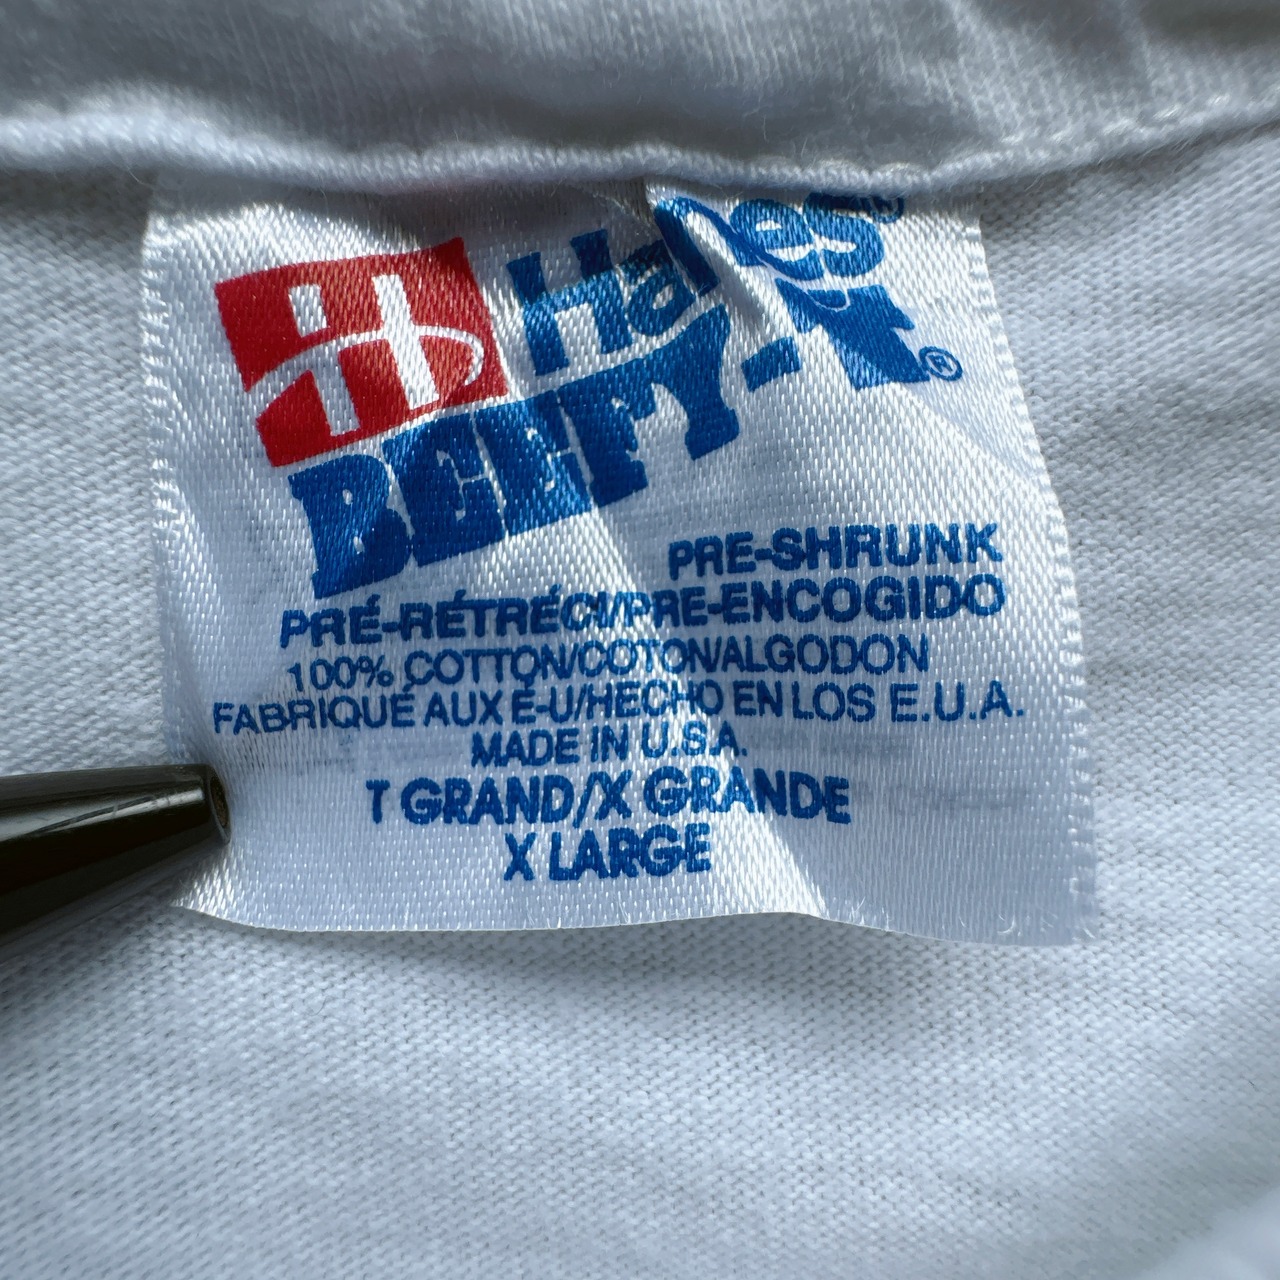 Hanes®
BEEFY-T®
PRE-SHRUNK
PRÉ-RÉTRÉCI/PRE-ENCOGIDO
100% COTTON/COTON/ALGODON
FABRIQUÉ AUX É-U/HECHO EN LOS E.U.A.
MADE IN U.S.A.
T GRAND/X GRANDE
X LARGE